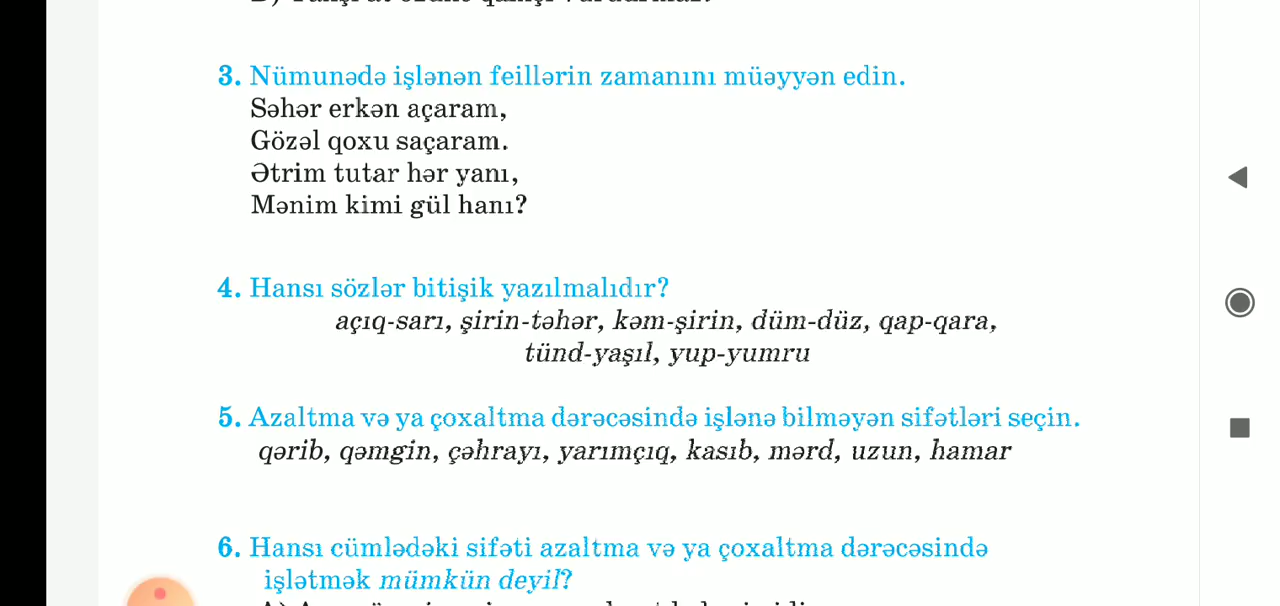 3. Nümunədə işlənən feillərin zamanını müəyyən edin.
Səhər erkən açaram,
Gözəl qoxu saçaram.
Ətrim tutar hər yanı,
Mənim kimi gül hanı?
4. Hansı sözlər bitişik yazılmalıdır?
açıq-sarı, şirin-təhər, kəm-şirin, düm-düz, qap-qara,
tünd-yaşıl, yup-yumru
5. Azaltma və ya çoxaltma dərəcəsində işlənə bilməyən sifətləri seçin.
qərib, qəmgin, çəhrayı, yarımçıq, kasıb, mərd, uzun, hamar
6. Hansı cümlədəki sifəti azaltma və ya çoxaltma dərəcəsində
işlətmək mümkün deyil?